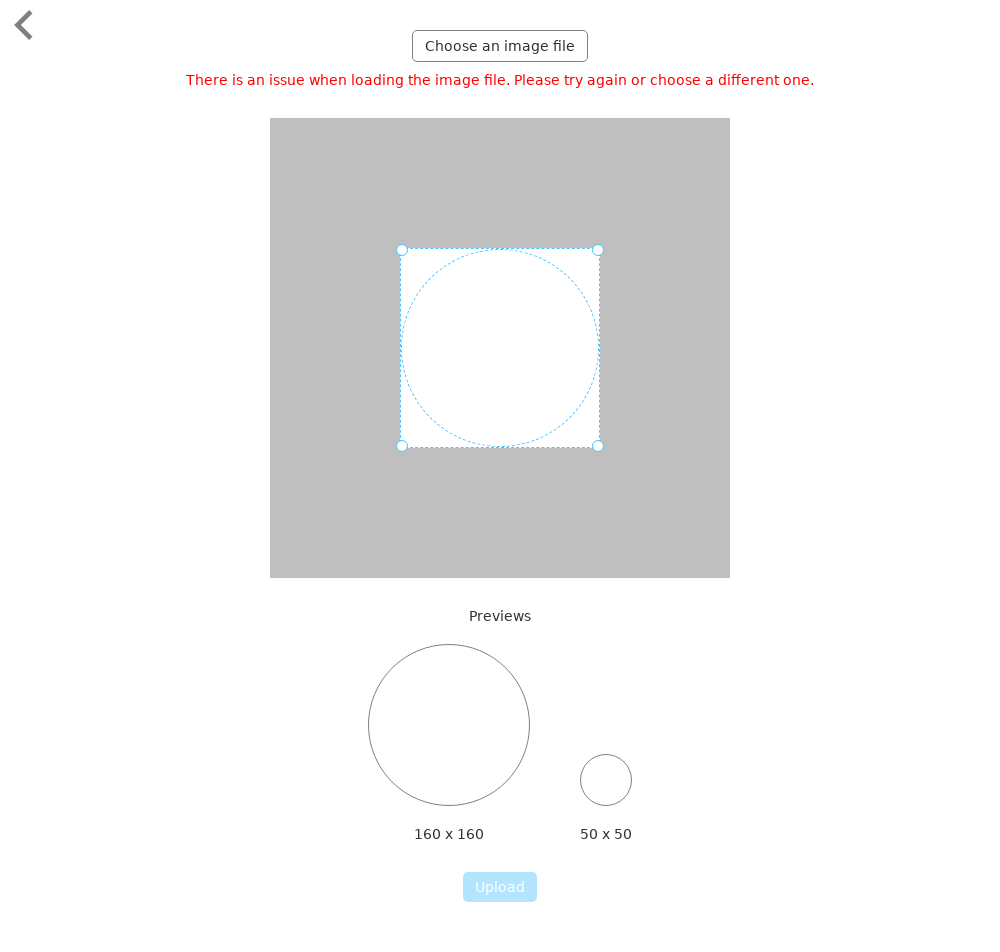 Choose an image file
There is an issue when loading the image file. Please try again or choose a different one.
Previews
160 x 160
50 x 50
Upload